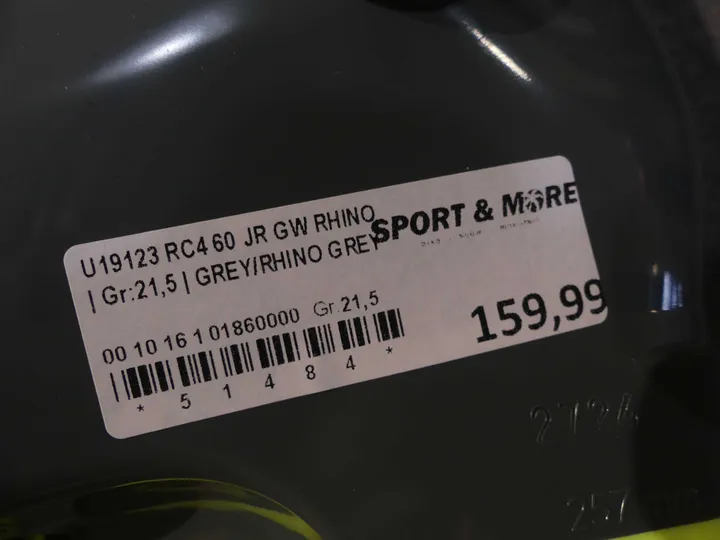 U19123 RC4 60 JR GW RHINO
| Gr:21,5 | GREY/RHINO GREY
SPORT & MORE
00 10 16 1 01860000 Gr.21,5
159,99
* 5 1 4 8 4 *
257